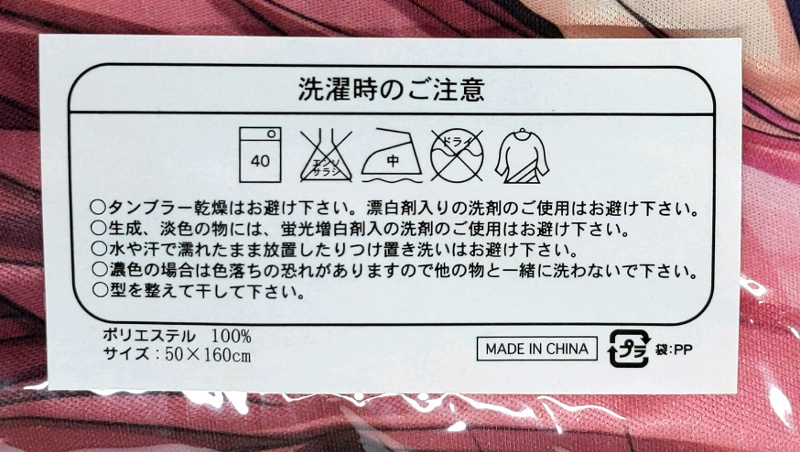 洗濯時のご注意
40 エンソサラシ 中 ドライ
〇タンブラー乾燥はお避け下さい。漂白剤入りの洗剤のご使用はお避け下さい。
〇生成、淡色の物には、蛍光増白剤入の洗剤のご使用はお避け下さい。
〇水や汗で濡れたまま放置したりつけ置き洗いはお避け下さい。
〇濃色の場合は色落ちの恐れがありますので他の物と一緒に洗わないで下さい。
〇型を整えて干して下さい。
ポリエステル 100%
サイズ：50×160cm
MADE IN CHINA プラ 袋:PP